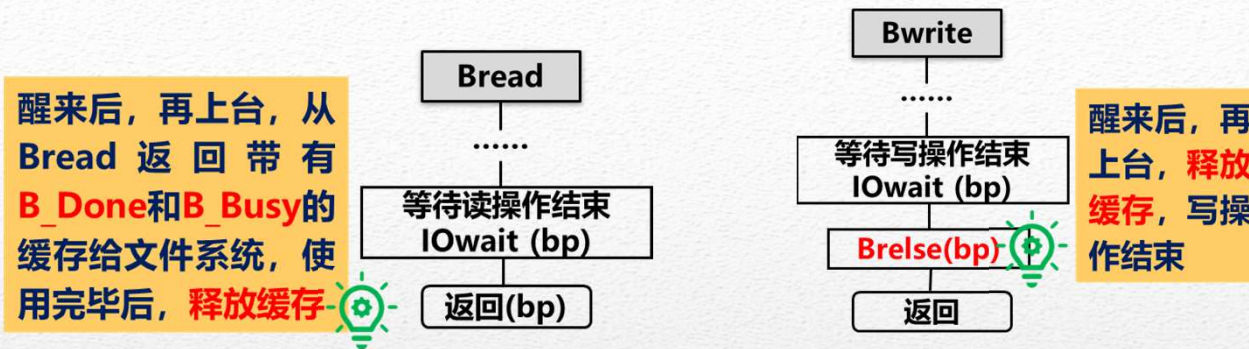 醒来后，再上台，从
Bread 返回带有
B_Done和B_Busy的
缓存给文件系统，使
用完毕后，释放缓存
Bread
……
等待读操作结束
IOwait (bp)
返回(bp)
Bwrite
……
等待写操作结束
IOwait (bp)
Brelse(bp)
返回
醒来后，再
上台，释放
缓存，写操
作结束